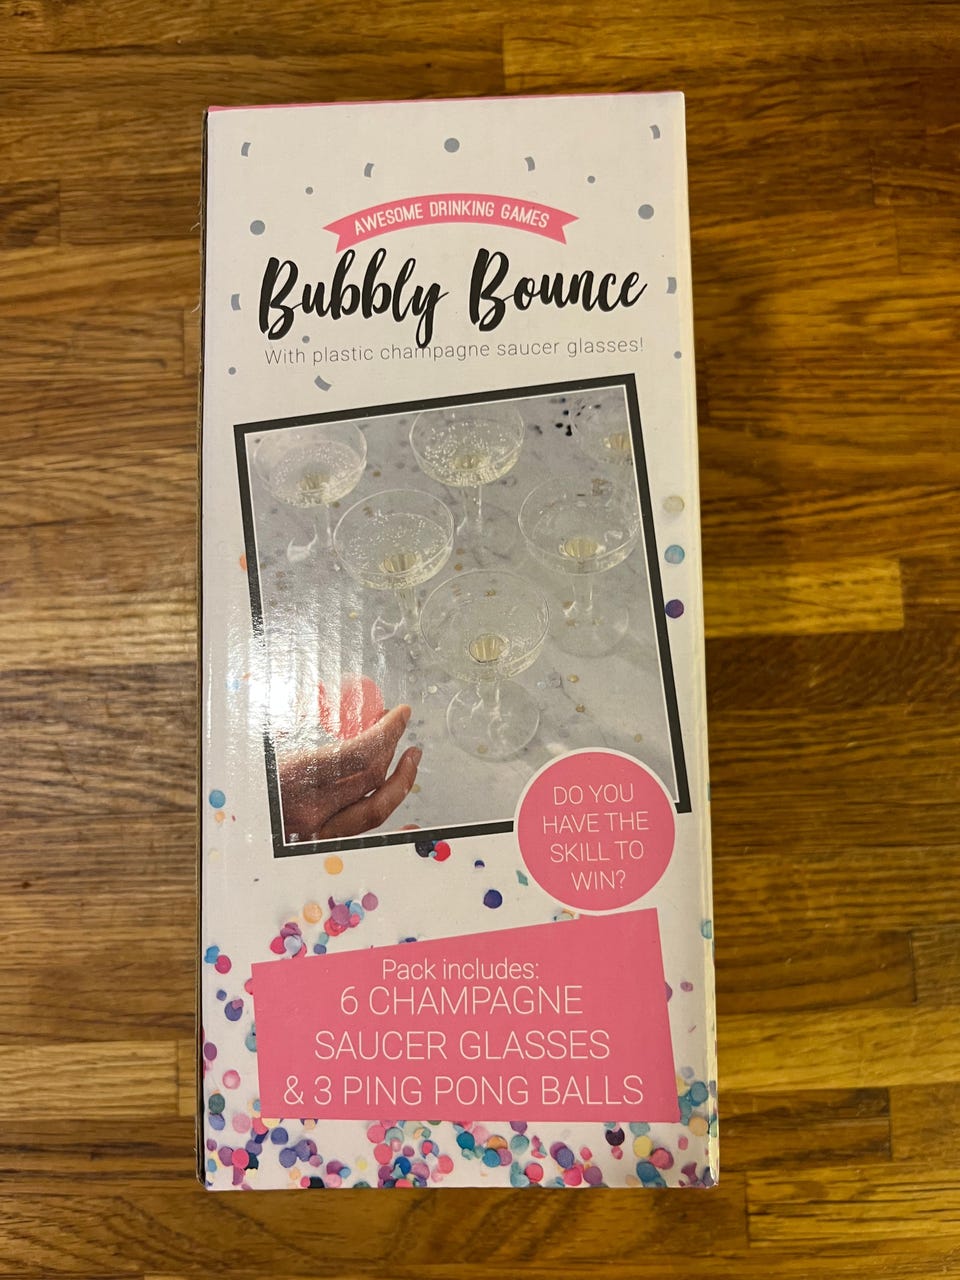 AWESOME DRINKING GAMES
Bubbly Bounce
With plastic champagne saucer glasses!
DO YOU
HAVE THE
SKILL TO
WIN?
Pack includes:
6 CHAMPAGNE
SAUCER GLASSES
& 3 PING PONG BALLS